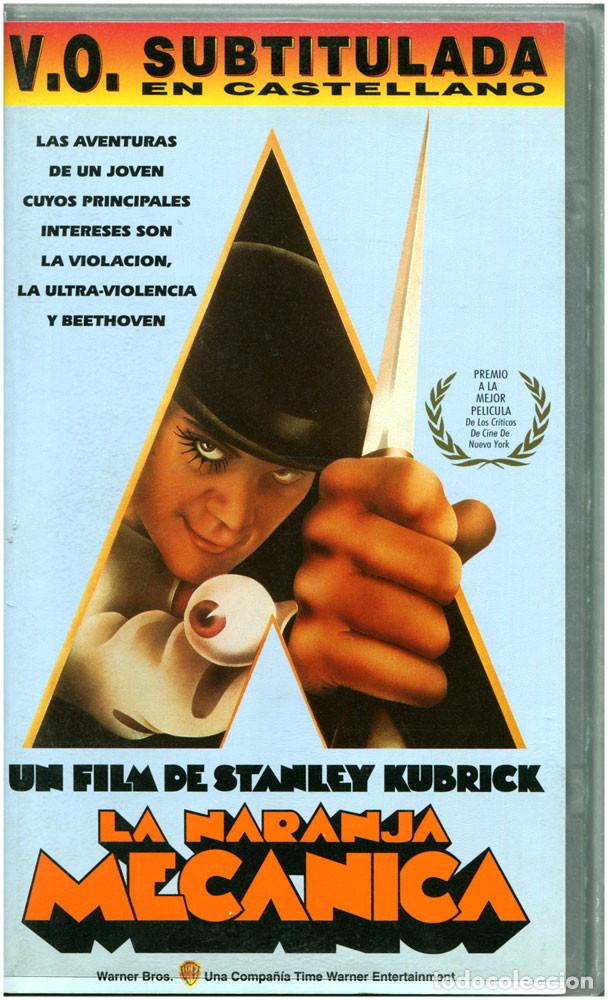 V.O. SUBTITULADA
EN CASTELLANO
LAS AVENTURAS
DE UN JOVEN
CUYOS PRINCIPALES
INTERESES SON
LA VIOLACION,
LA ULTRA-VIOLENCIA
Y BEETHOVEN
PREMIO
A LA
MEJOR
PELICULA
De Los Críticos
De Cine De
Nueva York
UN FILM DE STANLEY KUBRICK
LA NARANJA
MECANICA
Warner Bros. WB Una Compañía Time Warner Entertainment
todocoleccion